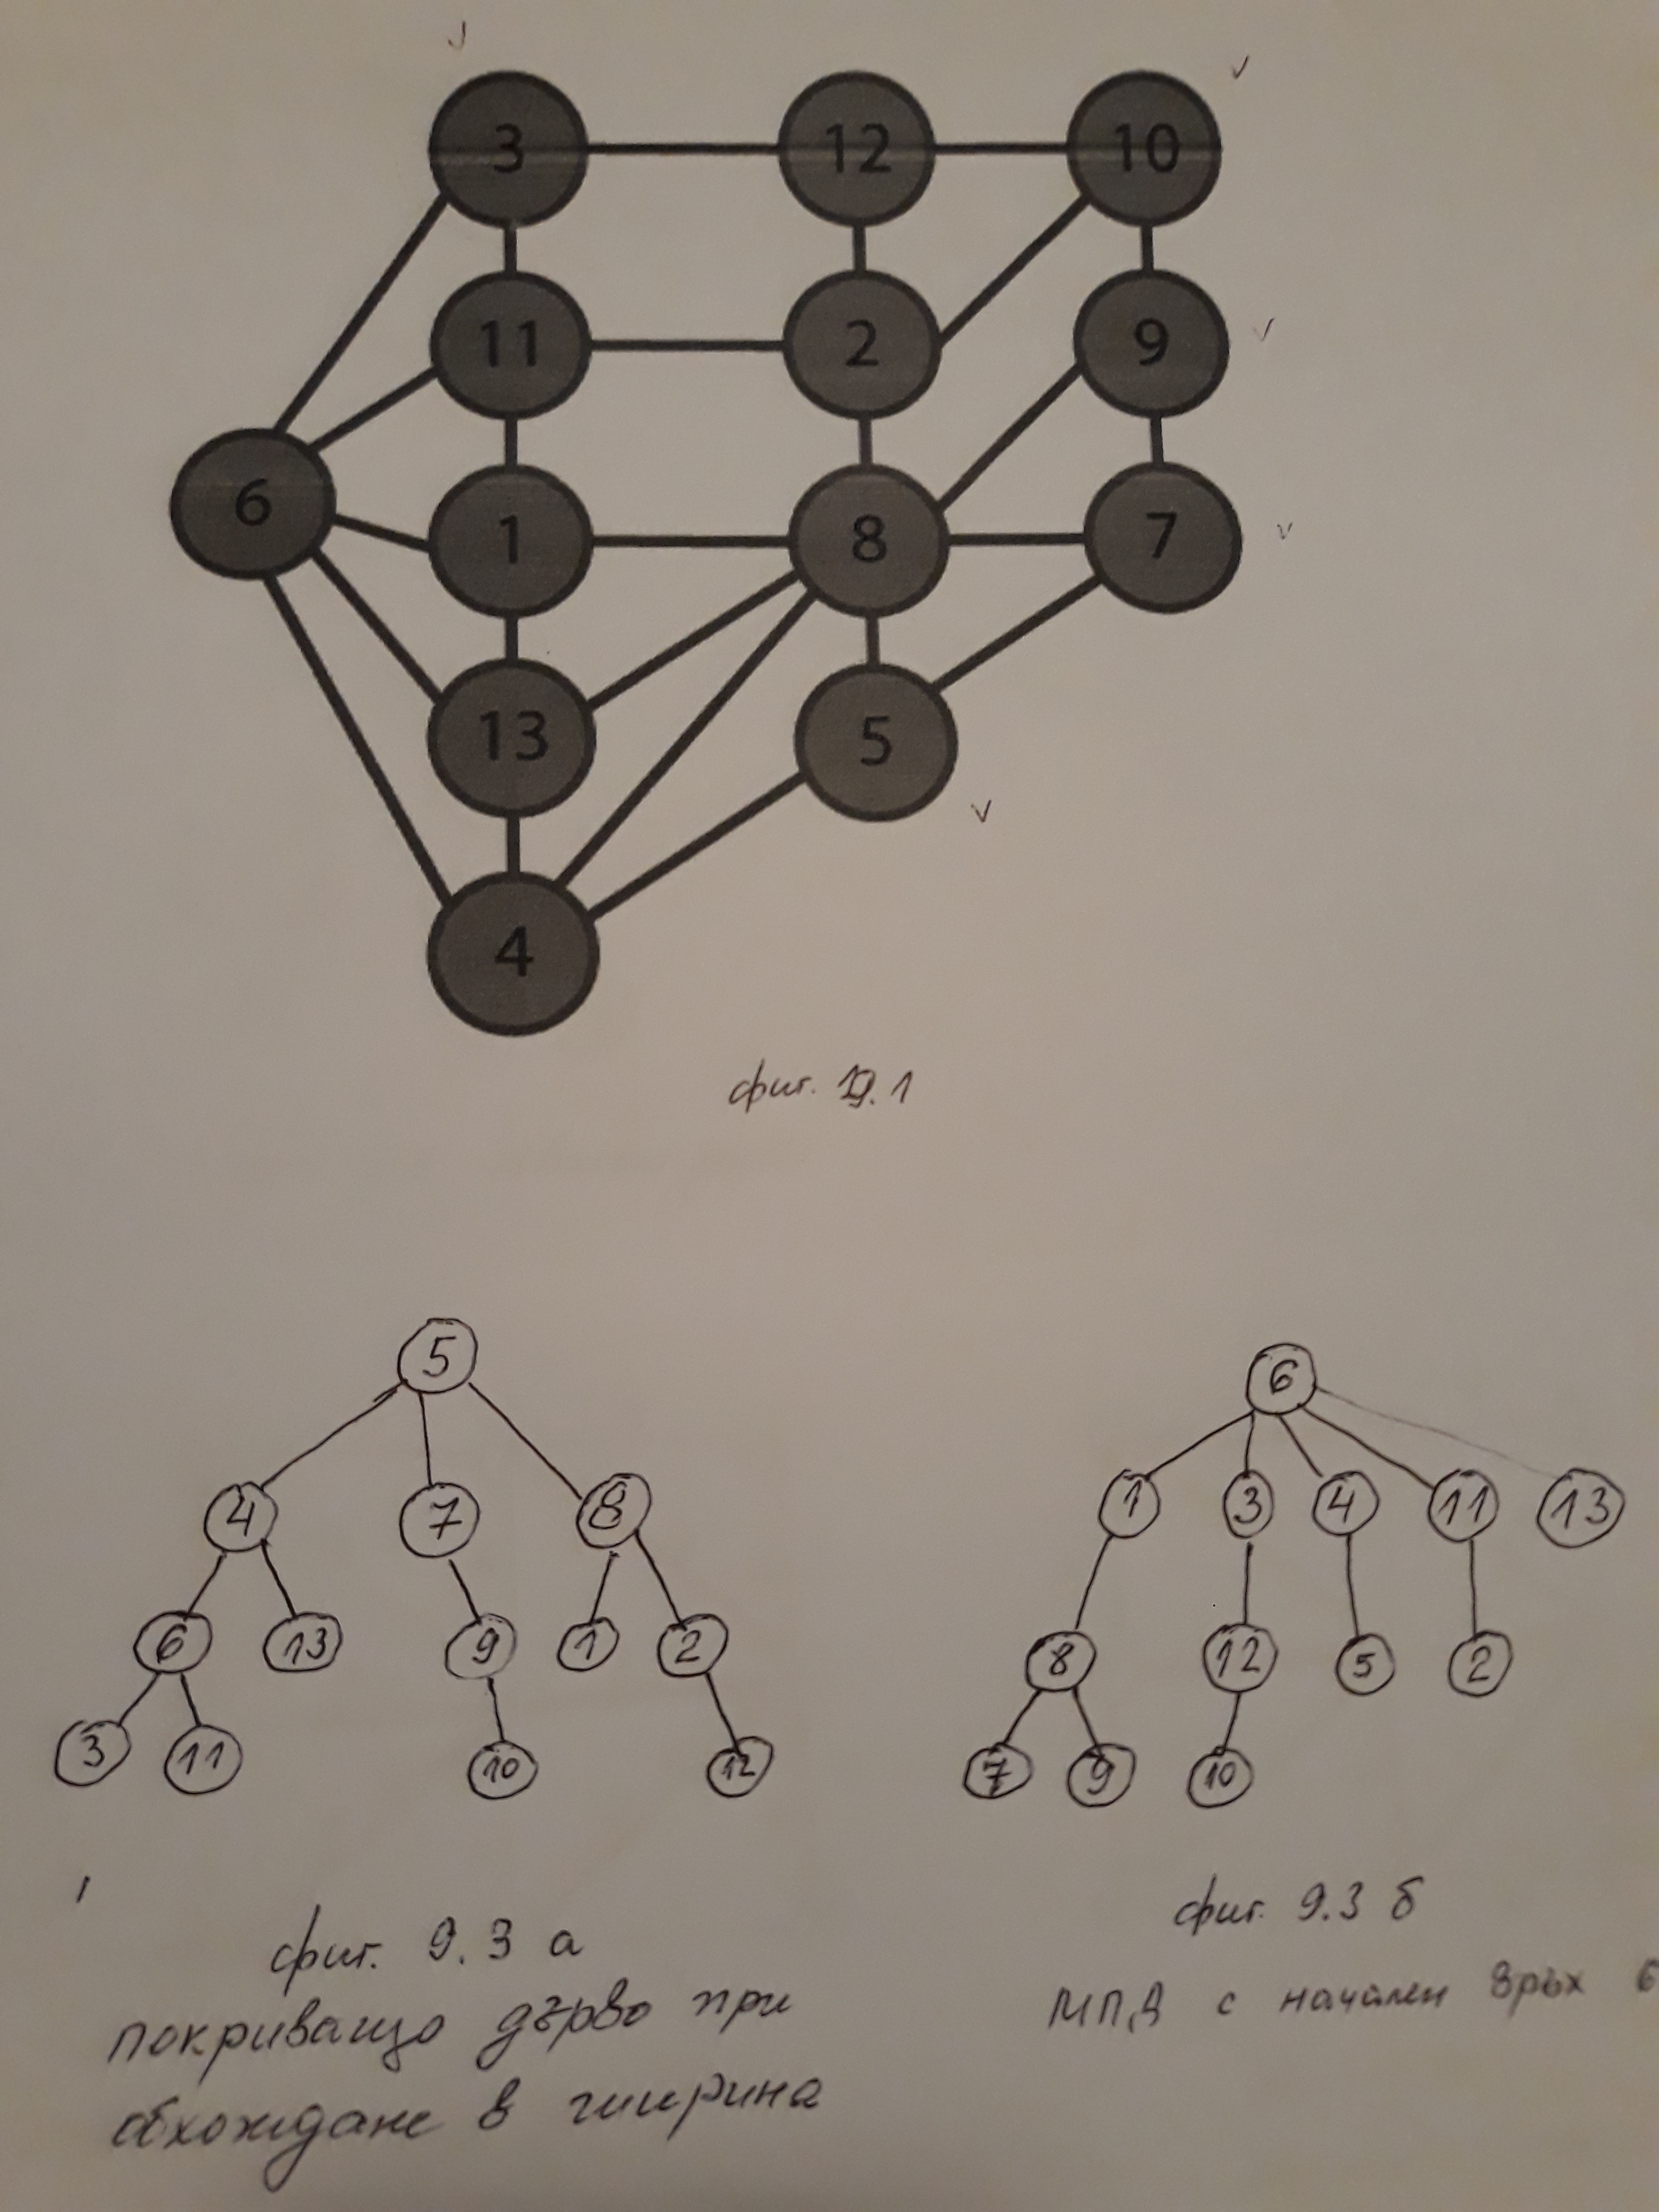 3 12 10
11 2 9
6 1 8 7
13 5
4
фиг. 9.1
5
4 7 8
6 13 9 1 2
3 11 10 12
фиг. 9.3 а
покриващо дърво при
обхождане в ширина
6
1 3 4 11 13
8 12 5 2
7 9 10
фиг. 9.3 б
МПД с начален връх 6